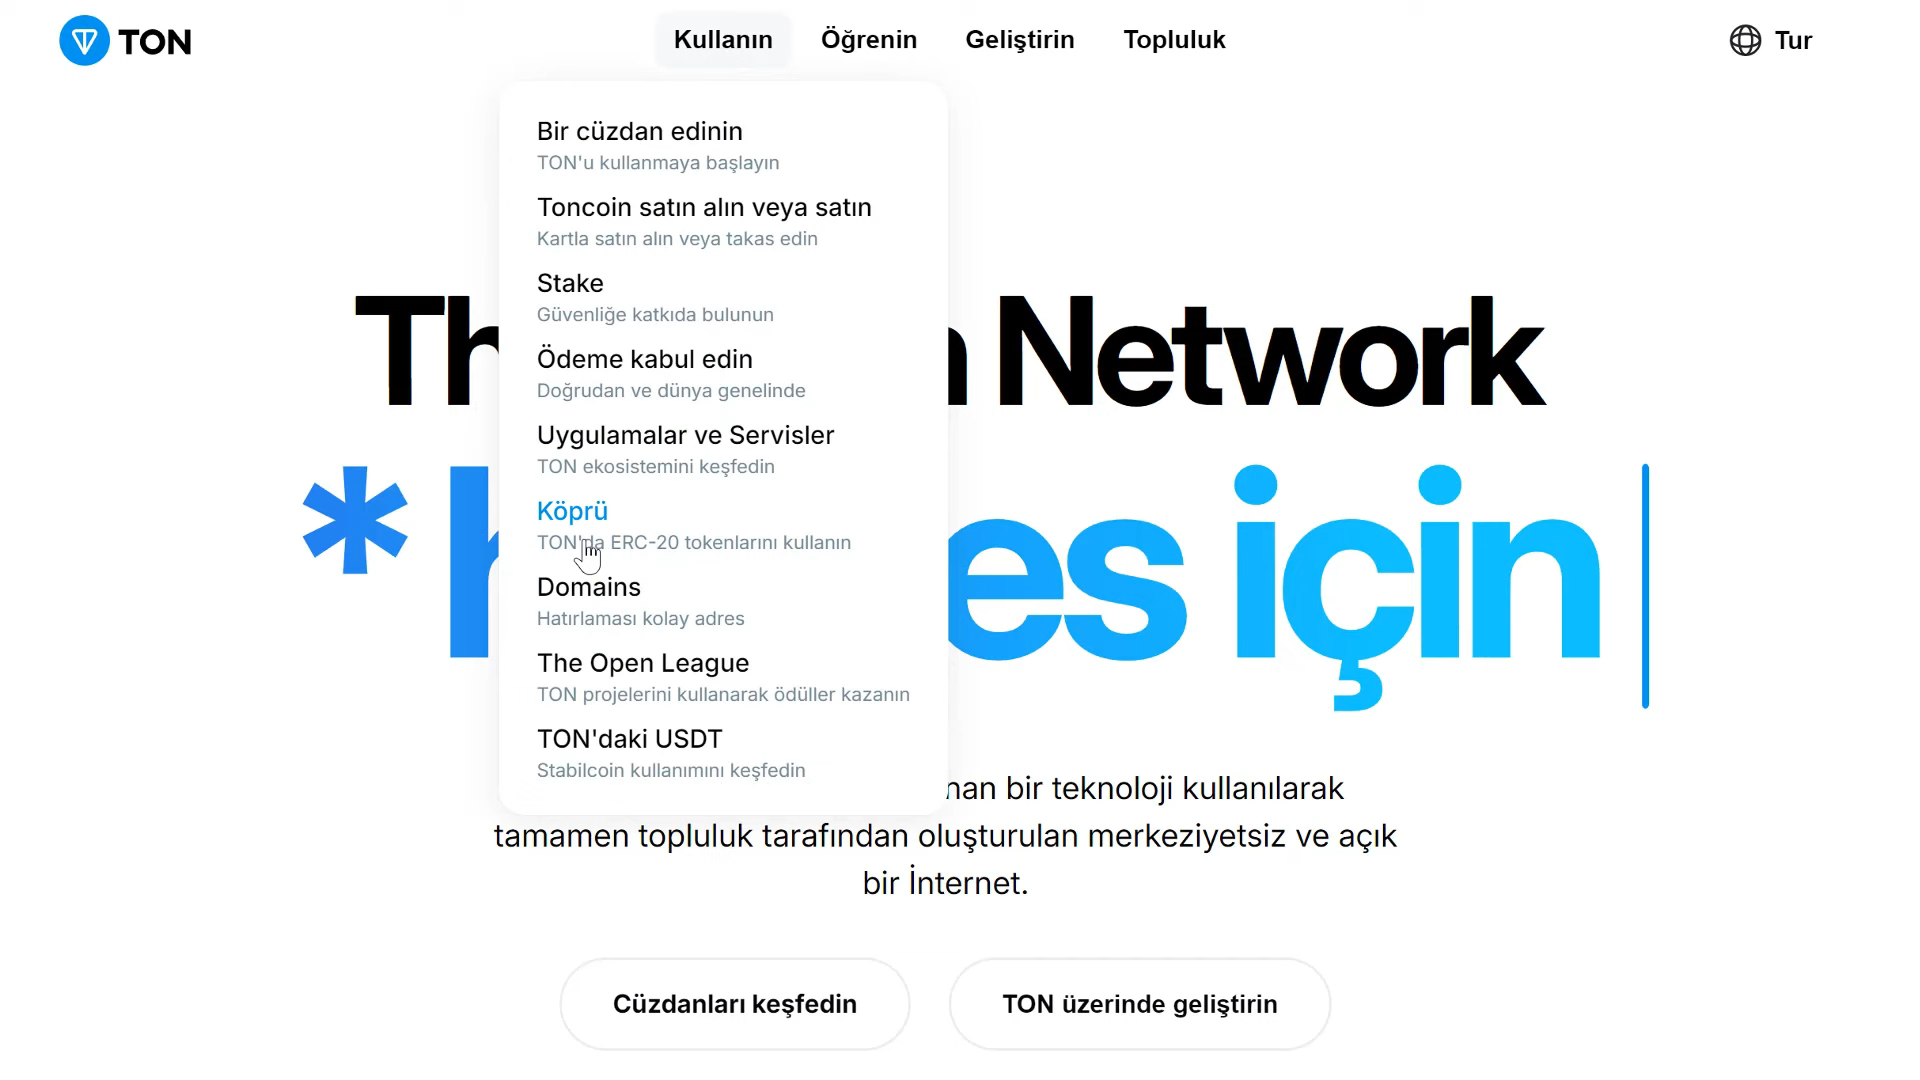 TON
Kullanın
Öğrenin
Geliştirin
Topluluk
Tur
Bir cüzdan edinin
TON'u kullanmaya başlayın
Toncoin satın alın veya satın
Kartla satın alın veya takas edin
Stake
Güvenliğe katkıda bulunun
Ödeme kabul edin
Doğrudan ve dünya genelinde
Uygulamalar ve Servisler
TON ekosistemini keşfedin
Köprü
TON'da ERC-20 tokenlarını kullanın
Domains
Hatırlaması kolay adres
The Open League
TON projelerini kullanarak ödüller kazanın
TON'daki USDT
Stabilcoin kullanımını keşfedin
Network
için
bir teknoloji kullanılarak
tamamen topluluk tarafından oluşturulan merkeziyetsiz ve açık
bir İnternet.
Cüzdanları keşfedin
TON üzerinde geliştirin